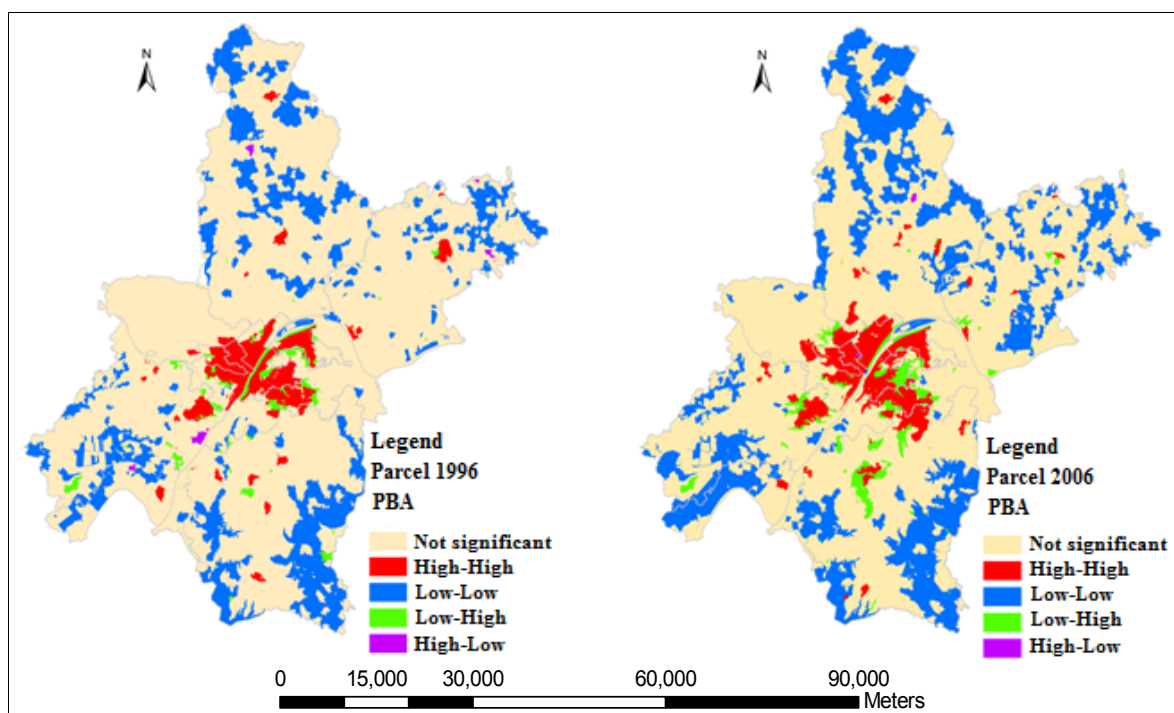 N
N
Legend
Parcel 1996
PBA
Not significant
High-High
Low-Low
Low-High
High-Low
Legend
Parcel 2006
PBA
Not significant
High-High
Low-Low
Low-High
High-Low
0 15,000 30,000 60,000 90,000
Meters